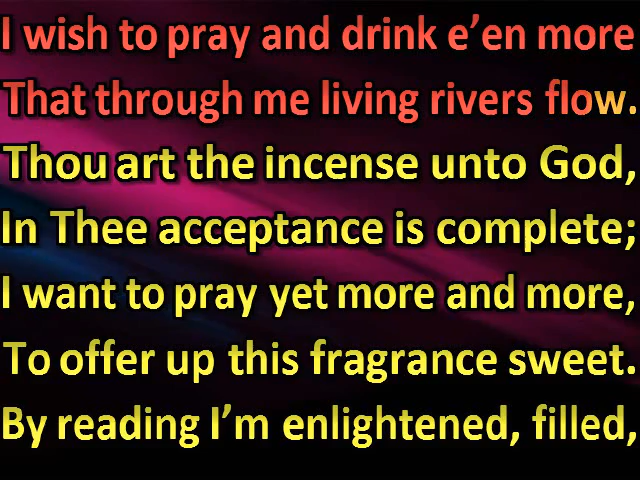 I wish to pray and drink e’en more
That through me living rivers flow.
Thou art the incense unto God,
In Thee acceptance is complete;
I want to pray yet more and more,
To offer up this fragrance sweet.
By reading I’m enlightened, filled,